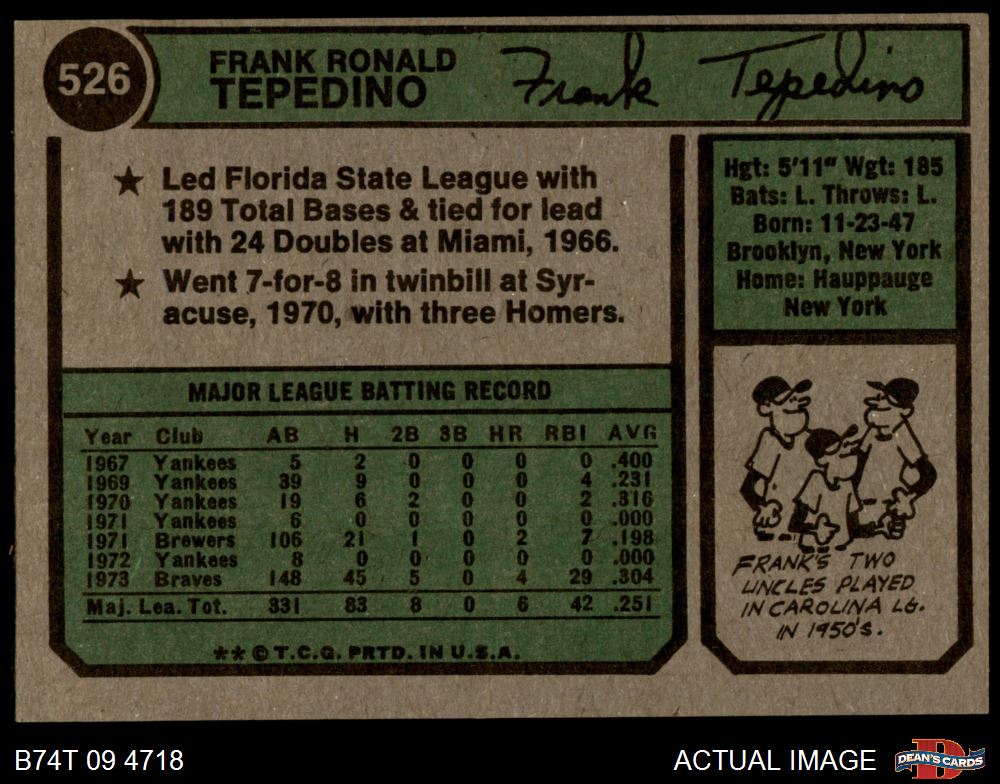 526
FRANK RONALD
TEPEDINO
Frank Tepedino
★ Led Florida State League with
189 Total Bases & tied for lead
with 24 Doubles at Miami, 1966.
★ Went 7-for-8 in twinbill at Syr-
acuse, 1970, with three Homers.
Hgt: 5'11" Wgt: 185
Bats: L. Throws: L.
Born: 11-23-47
Brooklyn, New York
Home: Hauppauge
New York
MAJOR LEAGUE BATTING RECORD
Year Club AB H 2B 3B HR RBI AVG
1967 Yankees 5 2 0 0 0 0 .400
1969 Yankees 39 9 0 0 0 4 .231
1970 Yankees 19 6 2 0 0 2 .316
1971 Yankees 6 0 0 0 0 0 .000
1971 Brewers 106 21 1 0 2 7 .198
1972 Yankees 8 0 0 0 0 0 .000
1973 Braves 148 45 5 0 4 29 .304
Maj. Lea. Tot. 331 83 8 0 6 42 .251
** © T.C.G. PRTD. IN U.S.A.
FRANK'S TWO
UNCLES PLAYED
IN CAROLINA LG.
IN 1950'S.
B74T 09 4718
ACTUAL IMAGE
D
DEAN'S CARDS